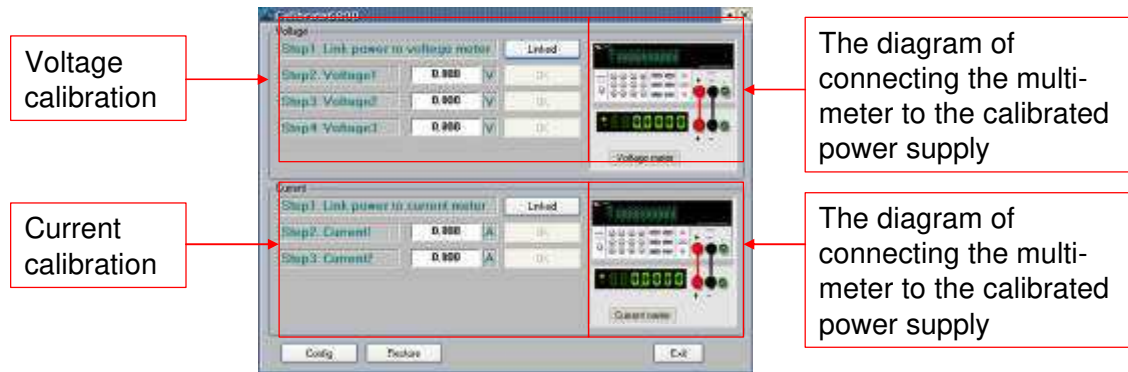 Voltage
calibration
Current
calibration
Voltage
Step1. Link power to voltage meter Linked
Step2. Voltage1 0.000 V OK
Step3. Voltage2 0.000 V OK
Step4. Voltage3 0.000 V OK
Voltage meter
Current
Step1. Link power to current meter Linked
Step2. Current1 0.000 A OK
Step3. Current2 0.000 A OK
Current meter
Config Restore Exit
The diagram of
connecting the multi-
meter to the calibrated
power supply
The diagram of
connecting the multi-
meter to the calibrated
power supply